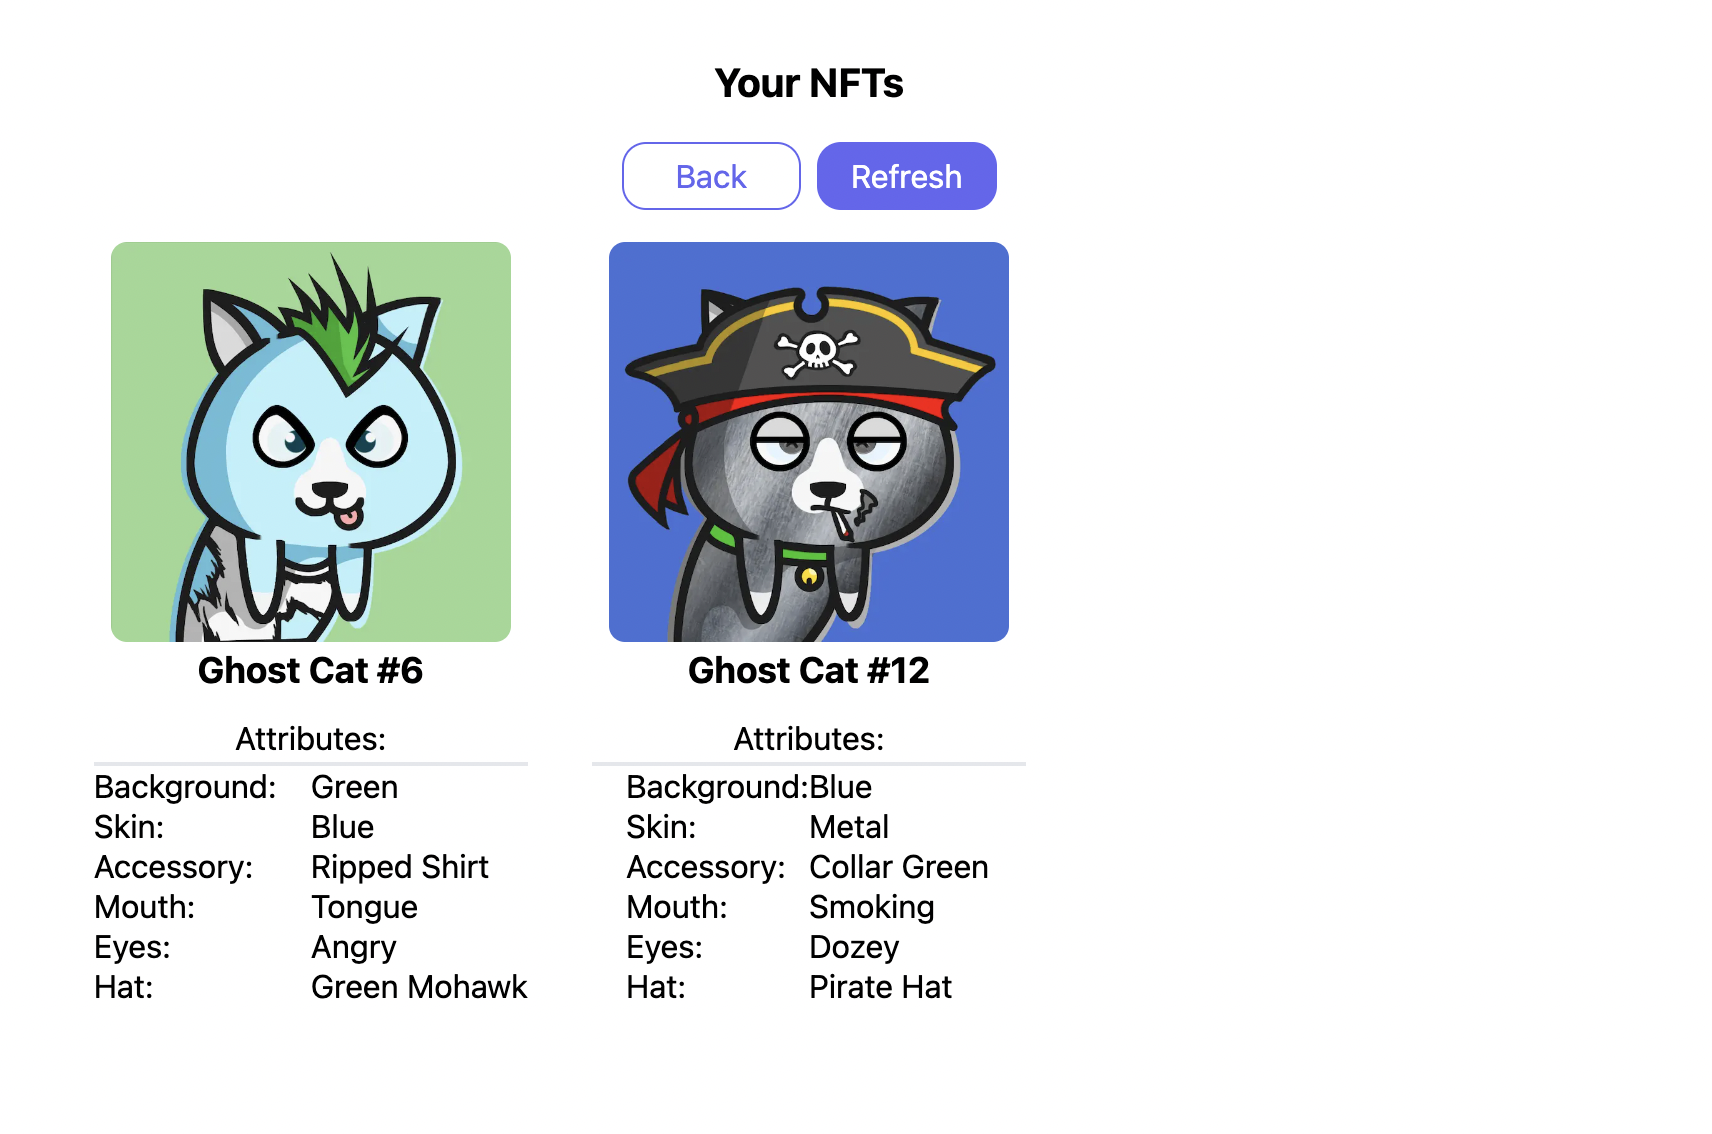 Your NFTs
Back
Refresh
Ghost Cat #6
Attributes:
Background: Green
Skin: Blue
Accessory: Ripped Shirt
Mouth: Tongue
Eyes: Angry
Hat: Green Mohawk
Ghost Cat #12
Attributes:
Background:Blue
Skin: Metal
Accessory: Collar Green
Mouth: Smoking
Eyes: Dozey
Hat: Pirate Hat